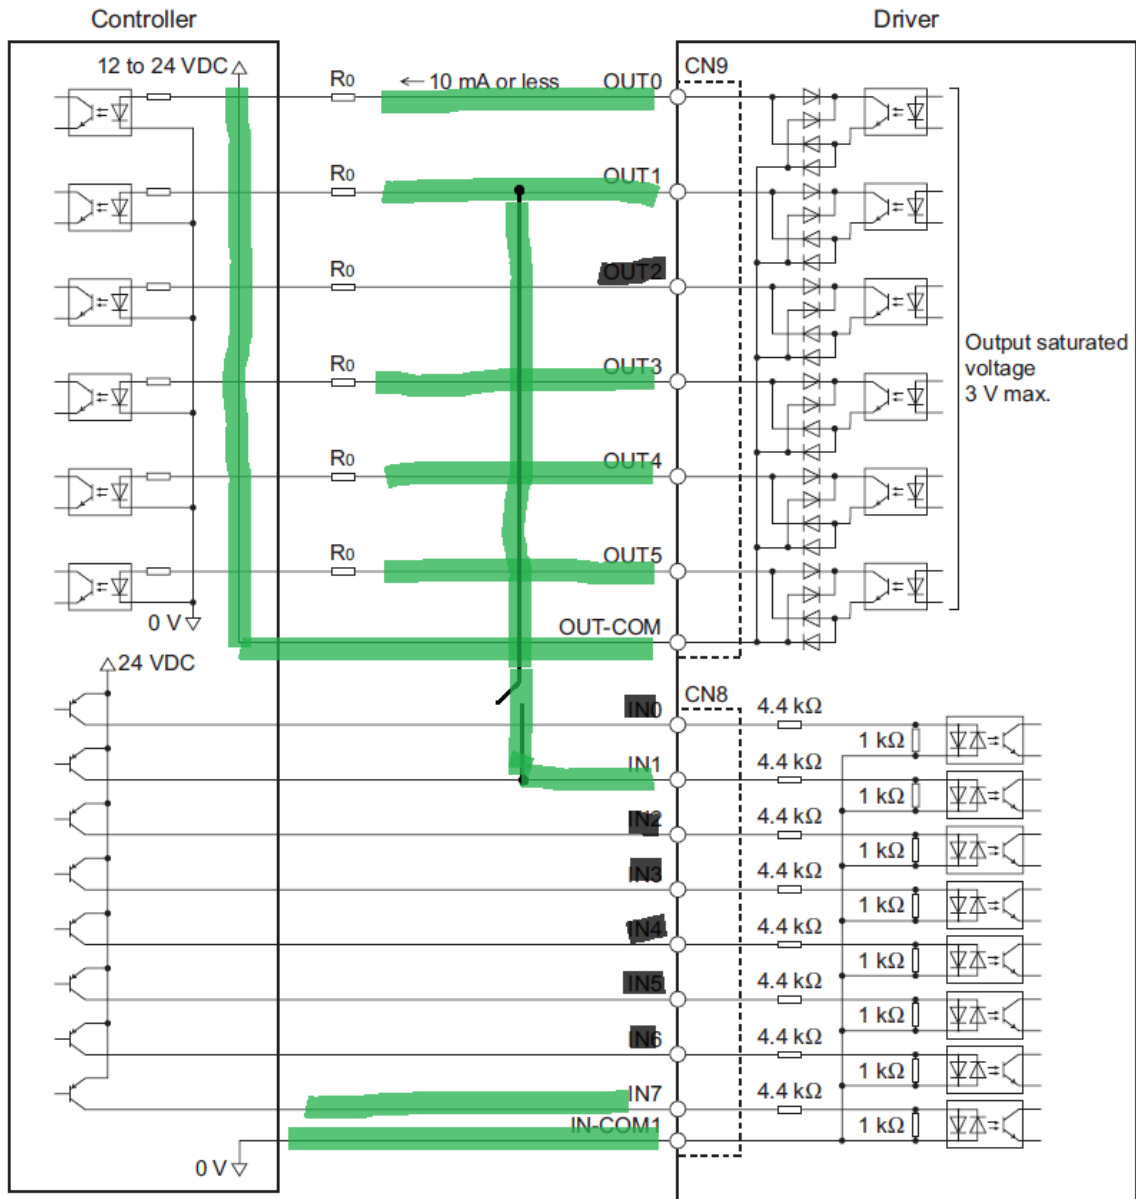 Controller
Driver
12 to 24 VDC
R0
← 10 mA or less
OUT0
CN9
R0
OUT1
R0
OUT2
Output saturated
voltage
3 V max.
R0
OUT3
R0
OUT4
R0
OUT5
0 V
OUT-COM
24 VDC
CN8
IN0
4.4 kΩ
1 kΩ
IN1
4.4 kΩ
1 kΩ
IN2
4.4 kΩ
1 kΩ
IN3
4.4 kΩ
1 kΩ
IN4
4.4 kΩ
1 kΩ
IN5
4.4 kΩ
1 kΩ
IN6
4.4 kΩ
1 kΩ
IN7
4.4 kΩ
IN-COM1
1 kΩ
0 V